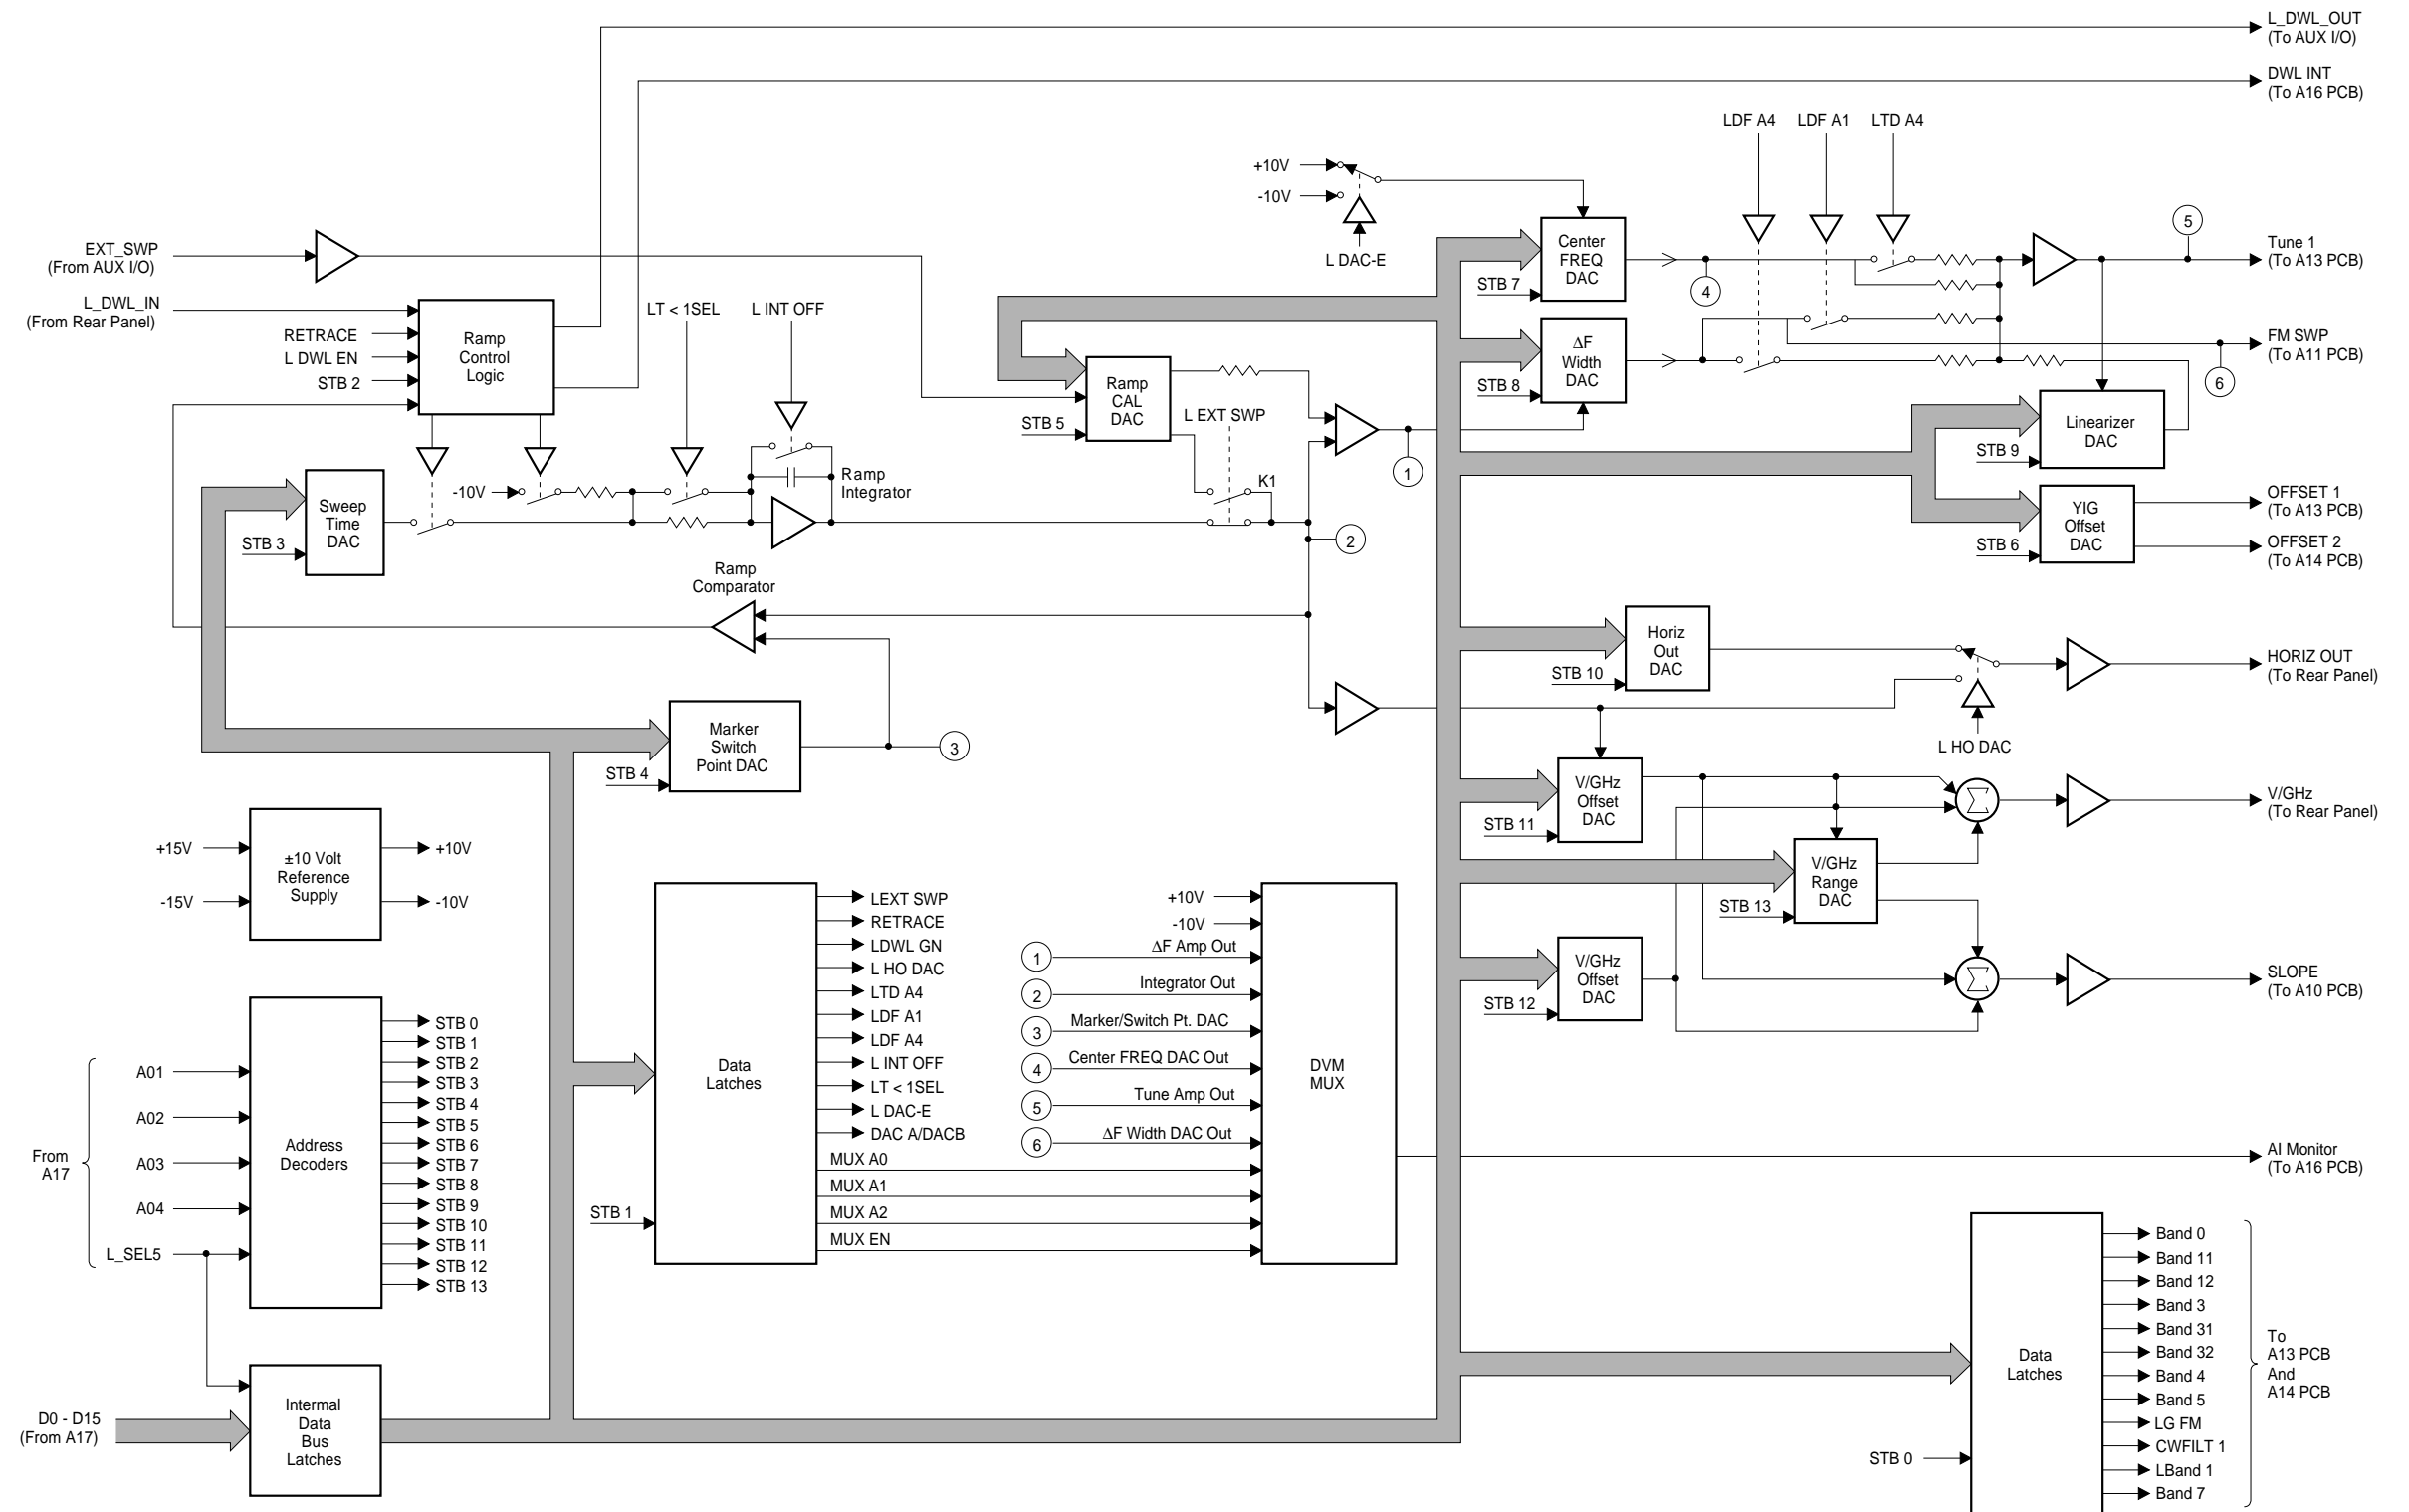 L_DWL_OUT
(To AUX I/O)
DWL INT
(To A16 PCB)
LDF A4
LDF A1
LTD A4
+10V
-10V
L DAC-E
EXT_SWP
(From AUX I/O)
L_DWL_IN
(From Rear Panel)
RETRACE
L DWL EN
STB 2
Ramp
Control
Logic
LT < 1SEL
L INT OFF
Center
FREQ
DAC
STB 7
4
5
Tune 1
(To A13 PCB)
ΔF
Width
DAC
STB 8
FM SWP
(To A11 PCB)
6
Ramp
CAL
DAC
STB 5
L EXT SWP
K1
1
Linearizer
DAC
STB 9
-10V
Ramp
Integrator
Sweep
Time
DAC
STB 3
2
YIG
Offset
DAC
STB 6
OFFSET 1
(To A13 PCB)
OFFSET 2
(To A14 PCB)
Ramp
Comparator
Horiz
Out
DAC
STB 10
HORIZ OUT
(To Rear Panel)
L HO DAC
Marker
Switch
Point DAC
STB 4
3
V/GHz
Offset
DAC
STB 11
Σ
V/GHz
(To Rear Panel)
+15V
-15V
±10 Volt
Reference
Supply
+10V
-10V
V/GHz
Range
DAC
STB 13
V/GHz
Offset
DAC
STB 12
Σ
SLOPE
(To A10 PCB)
Data
Latches
STB 1
LEXT SWP
RETRACE
LDWL GN
L HO DAC
LTD A4
LDF A1
LDF A4
L INT OFF
LT < 1SEL
L DAC-E
DAC A/DACB
MUX A0
MUX A1
MUX A2
MUX EN
+10V
-10V
1 ΔF Amp Out
2 Integrator Out
3 Marker/Switch Pt. DAC
4 Center FREQ DAC Out
5 Tune Amp Out
6 ΔF Width DAC Out
DVM
MUX
AI Monitor
(To A16 PCB)
From
A17
A01
A02
A03
A04
L_SEL5
Address
Decoders
STB 0
STB 1
STB 2
STB 3
STB 4
STB 5
STB 6
STB 7
STB 8
STB 9
STB 10
STB 11
STB 12
STB 13
D0 - D15
(From A17)
Intermal
Data
Bus
Latches
Data
Latches
STB 0
Band 0
Band 11
Band 12
Band 3
Band 31
Band 32
Band 4
Band 5
LG FM
CWFILT 1
LBand 1
Band 7
To
A13 PCB
And
A14 PCB